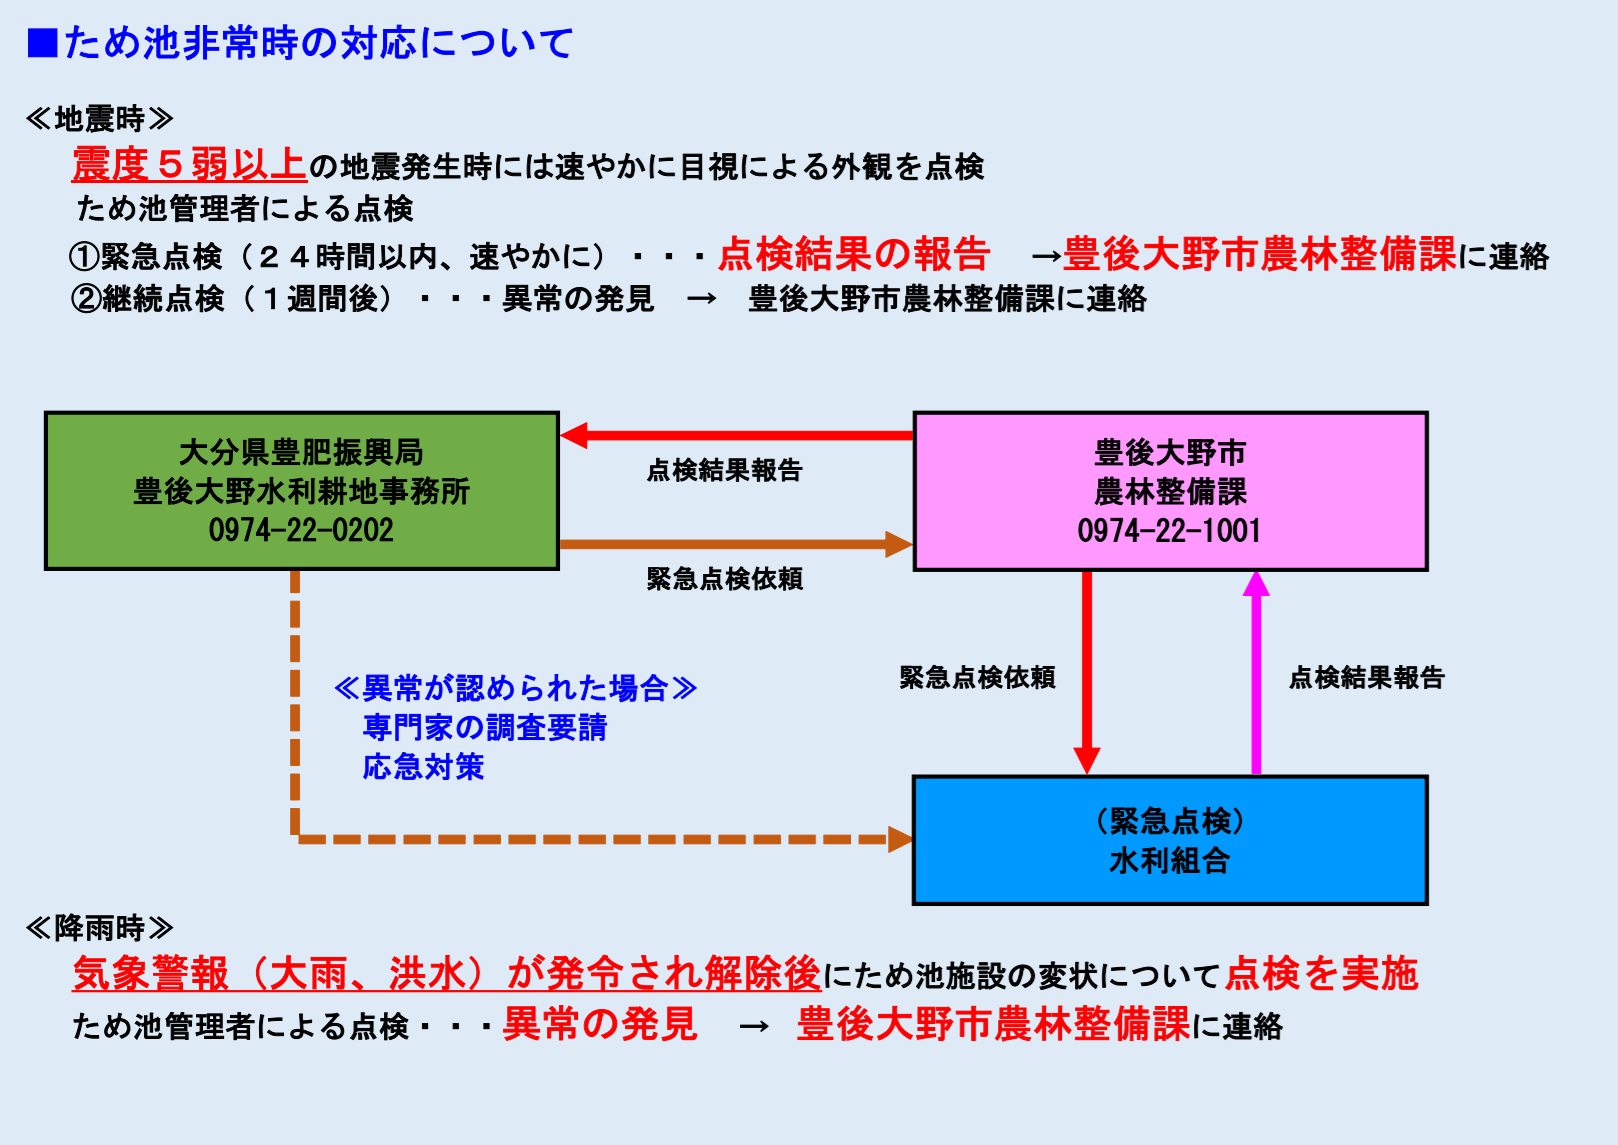 ■ため池非常時の対応について
≪地震時≫
震度５弱以上の地震発生時には速やかに目視による外観を点検
ため池管理者による点検
①緊急点検（２４時間以内、速やかに）・・・点検結果の報告　→豊後大野市農林整備課に連絡
②継続点検（１週間後）・・・異常の発見　→　豊後大野市農林整備課に連絡
大分県豊肥振興局
豊後大野水利耕地事務所
0974-22-0202
点検結果報告
緊急点検依頼
豊後大野市
農林整備課
0974-22-1001
≪異常が認められた場合≫
専門家の調査要請
応急対策
緊急点検依頼
点検結果報告
（緊急点検）
水利組合
≪降雨時≫
気象警報（大雨、洪水）が発令され解除後にため池施設の変状について点検を実施
ため池管理者による点検・・・異常の発見　→　豊後大野市農林整備課に連絡